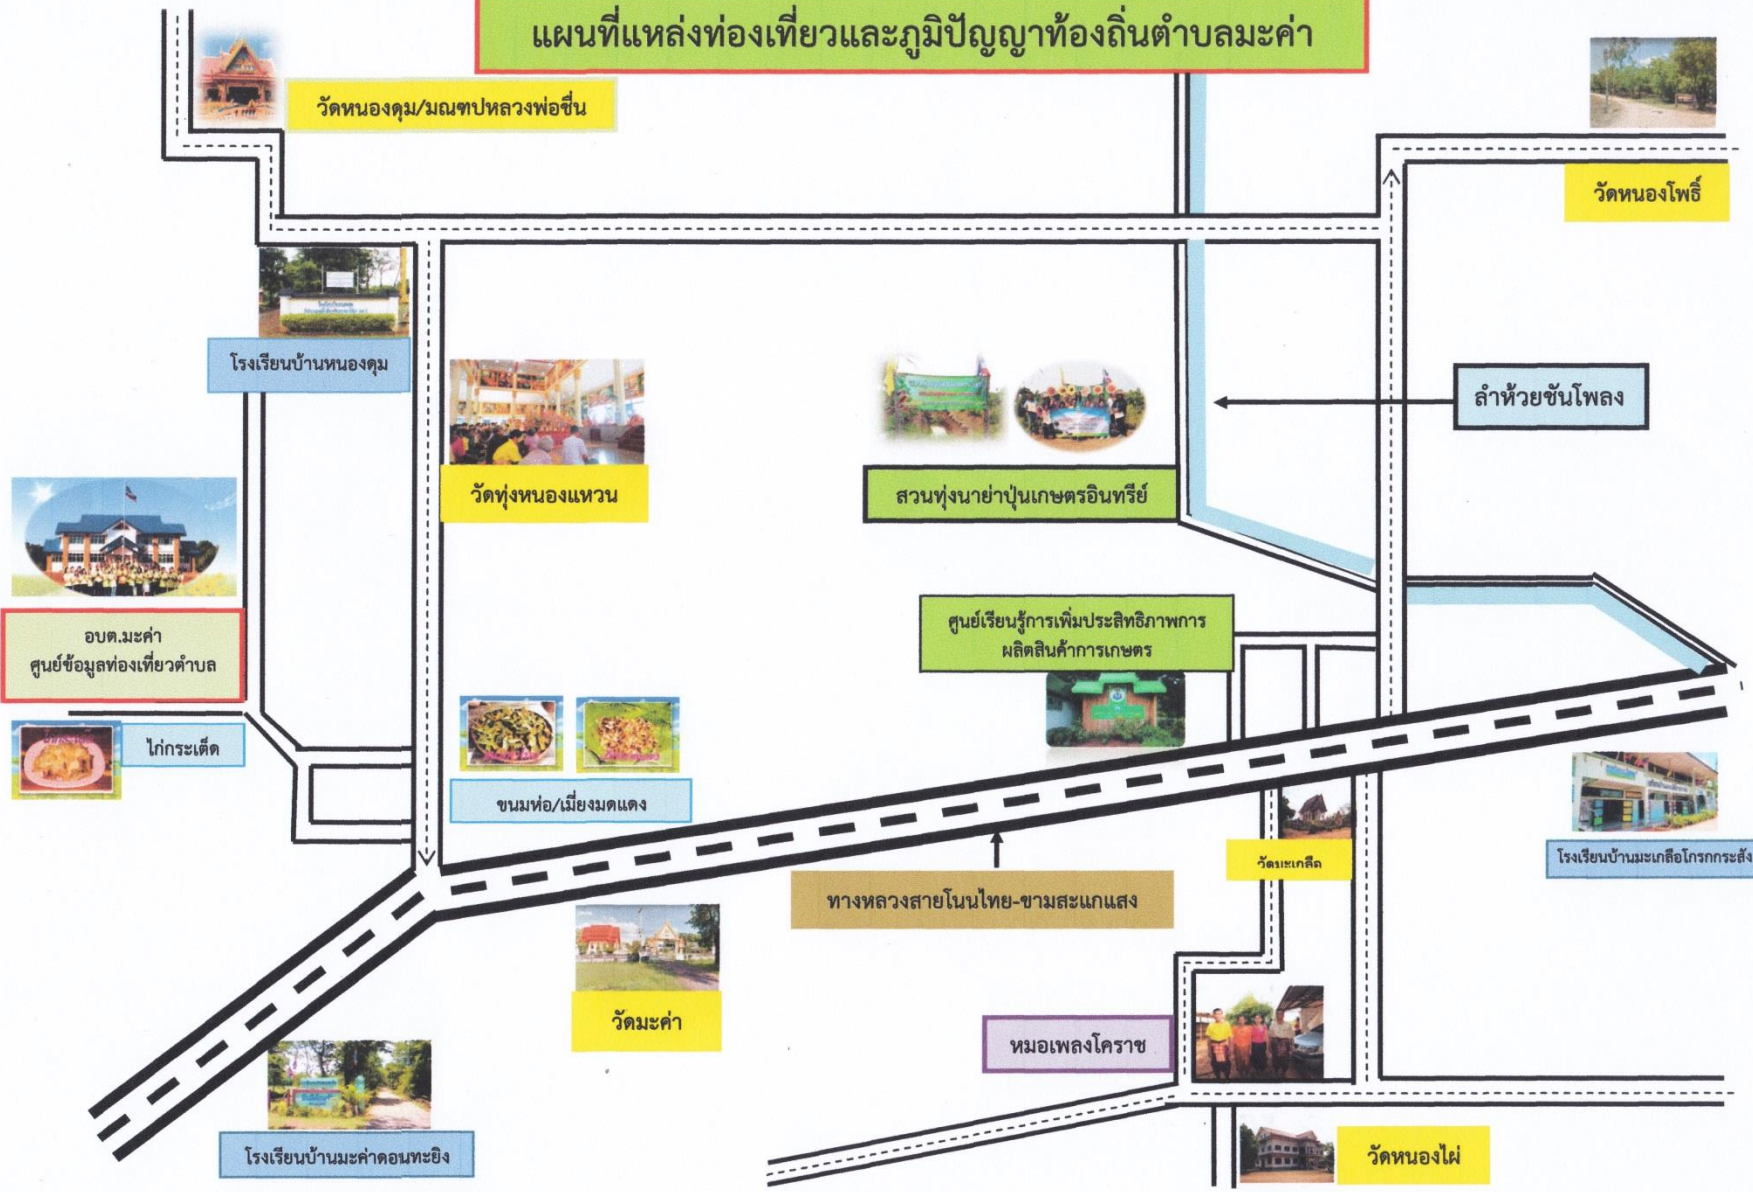 แผนที่แหล่งท่องเที่ยวและภูมิปัญญาท้องถิ่นตำบลมะค่า
วัดหนองดุม/มณฑปหลวงพ่อชื่น
วัดหนองโพธิ์
โรงเรียนบ้านหนองดุม
ลำห้วยชันโพลง
วัดทุ่งหนองแหวน
สวนทุ่งนาย่าปุ่นเกษตรอินทรีย์
อบต.มะค่า
ศูนย์ข้อมูลท่องเที่ยวตำบล
ศูนย์เรียนรู้การเพิ่มประสิทธิภาพการ
ผลิตสินค้าการเกษตร
ไก่กระเต็ด
ขนมห่อ/เมี่ยงมดแดง
วัดมะเกลือ
โรงเรียนบ้านมะเกลือโกรกกระสัง
ทางหลวงสายโนนไทย-ขามสะแกแสง
วัดมะค่า
หมอเพลงโคราช
โรงเรียนบ้านมะค่าดอนทะยิง
วัดหนองไผ่